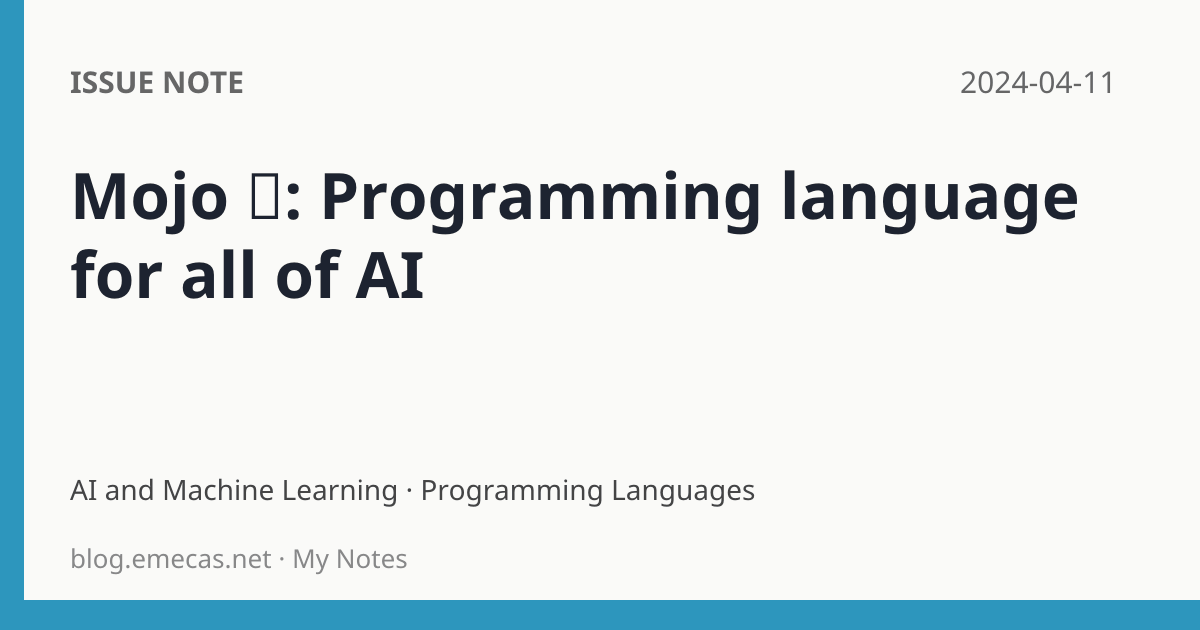 ISSUE NOTE
2024-04-11
Mojo : Programming language
for all of AI
AI and Machine Learning · Programming Languages
blog.emecas.net · My Notes